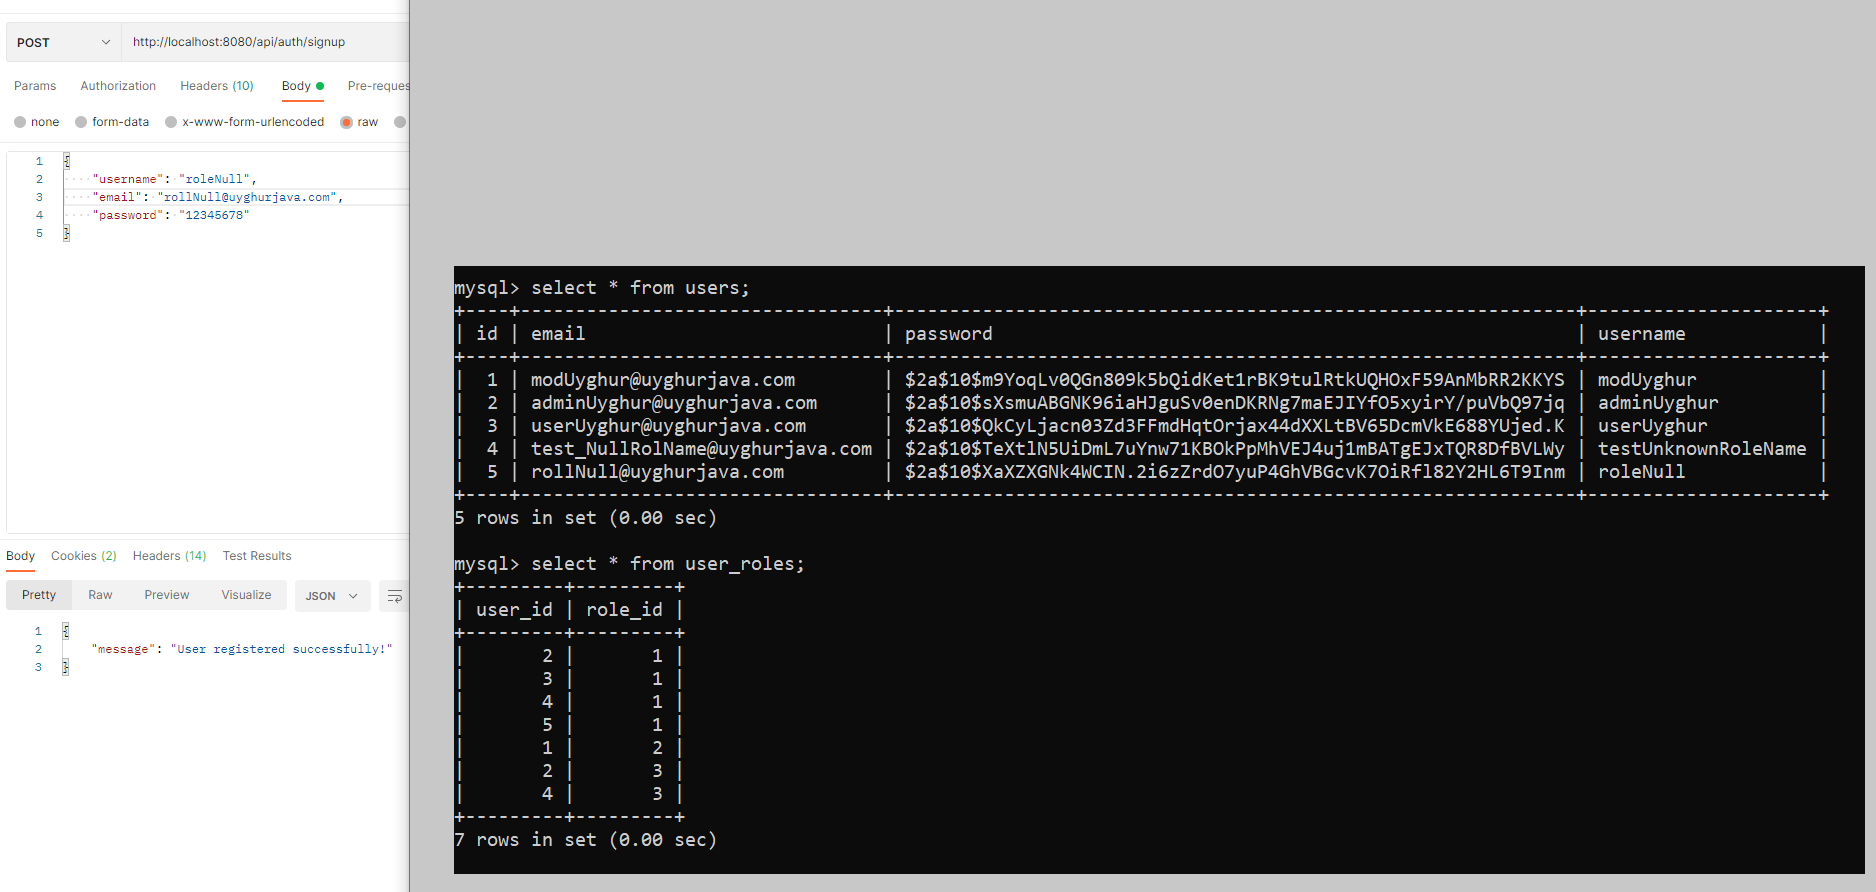 POST http://localhost:8080/api/auth/signup
Params Authorization Headers (10) Body Pre-reques
none form-data x-www-form-urlencoded raw
1 {
2 "username": "roleNull",
3 "email": "rollNull@uyghurjava.com",
4 "password": "12345678"
5 }
Body Cookies (2) Headers (14) Test Results
Pretty Raw Preview Visualize JSON
1 {
2 "message": "User registered successfully!"
3 }
mysql> select * from users;
+----+---------------------------------+--------------------------------------------------------------+---------------------+
| id | email | password | username |
+----+---------------------------------+--------------------------------------------------------------+---------------------+
| 1 | modUyghur@uyghurjava.com | $2a$10$m9YoqLv0QGn809k5bQidKet1rBK9tulRtkUQHOxF59AnMbRR2KKYS | modUyghur |
| 2 | adminUyghur@uyghurjava.com | $2a$10$sXsmuABGNK96iaHJguSv0enDKRNg7maEJIYfO5xyirY/puVbQ97jq | adminUyghur |
| 3 | userUyghur@uyghurjava.com | $2a$10$QkCyLjacn03Zd3FFmdHqtOrjax44dXXLtBV65DcmVkE688YUjed.K | userUyghur |
| 4 | test_NullRolName@uyghurjava.com | $2a$10$TeXtlN5UiDmL7uYnw71KBOkPpMhVEJ4uj1mBATgEJxTQR8DfBVLWy | testUnknownRoleName |
| 5 | rollNull@uyghurjava.com | $2a$10$XaXZXGNk4WCIN.2i6zZrdO7yuP4GhVBGcvK7OiRfl82Y2HL6T9Inm | roleNull |
+----+---------------------------------+--------------------------------------------------------------+---------------------+
5 rows in set (0.00 sec)
mysql> select * from user_roles;
+---------+---------+
| user_id | role_id |
+---------+---------+
| 2 | 1 |
| 3 | 1 |
| 4 | 1 |
| 5 | 1 |
| 1 | 2 |
| 2 | 3 |
| 4 | 3 |
+---------+---------+
7 rows in set (0.00 sec)